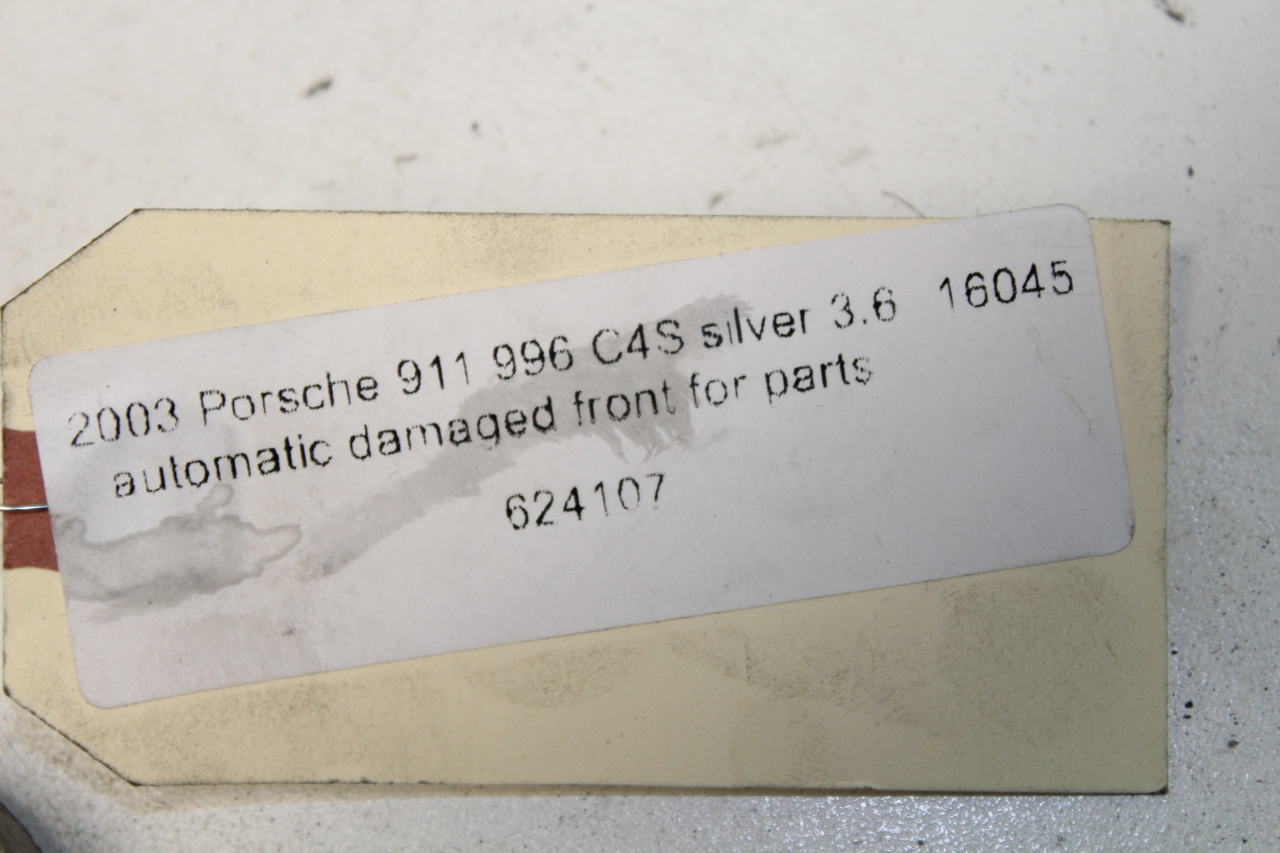 2003 Porsche 911 996 C4S silver 3.6 16045
automatic damaged front for parts
624107